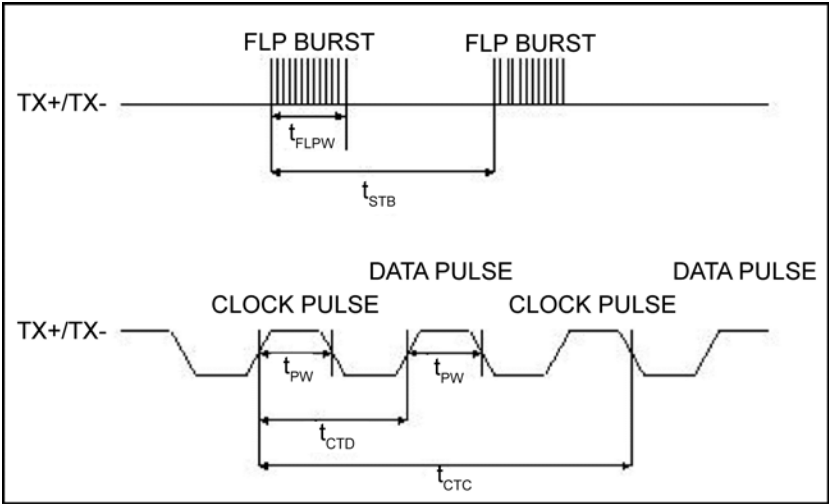 FLP BURST FLP BURST
TX+/TX-
tFLPW
tSTB
DATA PULSE DATA PULSE
CLOCK PULSE CLOCK PULSE
TX+/TX-
tPW tPW
tCTD
tCTC